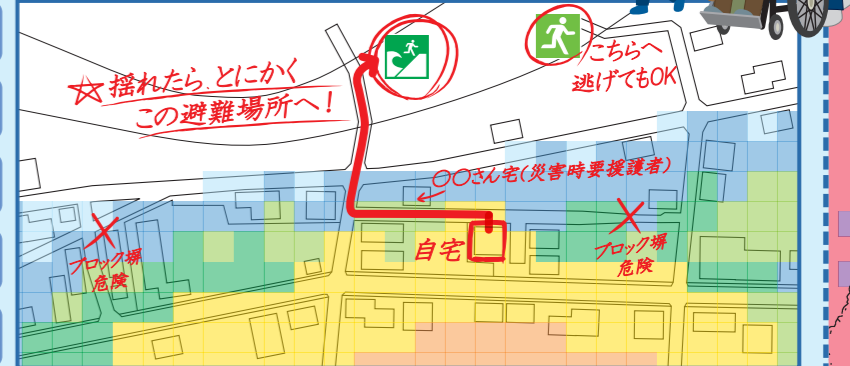 ☆揺れたら、とにかく
この避難場所へ！
こちらへ
逃げてもOK
〇〇さん宅(災害時要援護者)
自宅
ブロック塀
危険
ブロック塀
危険